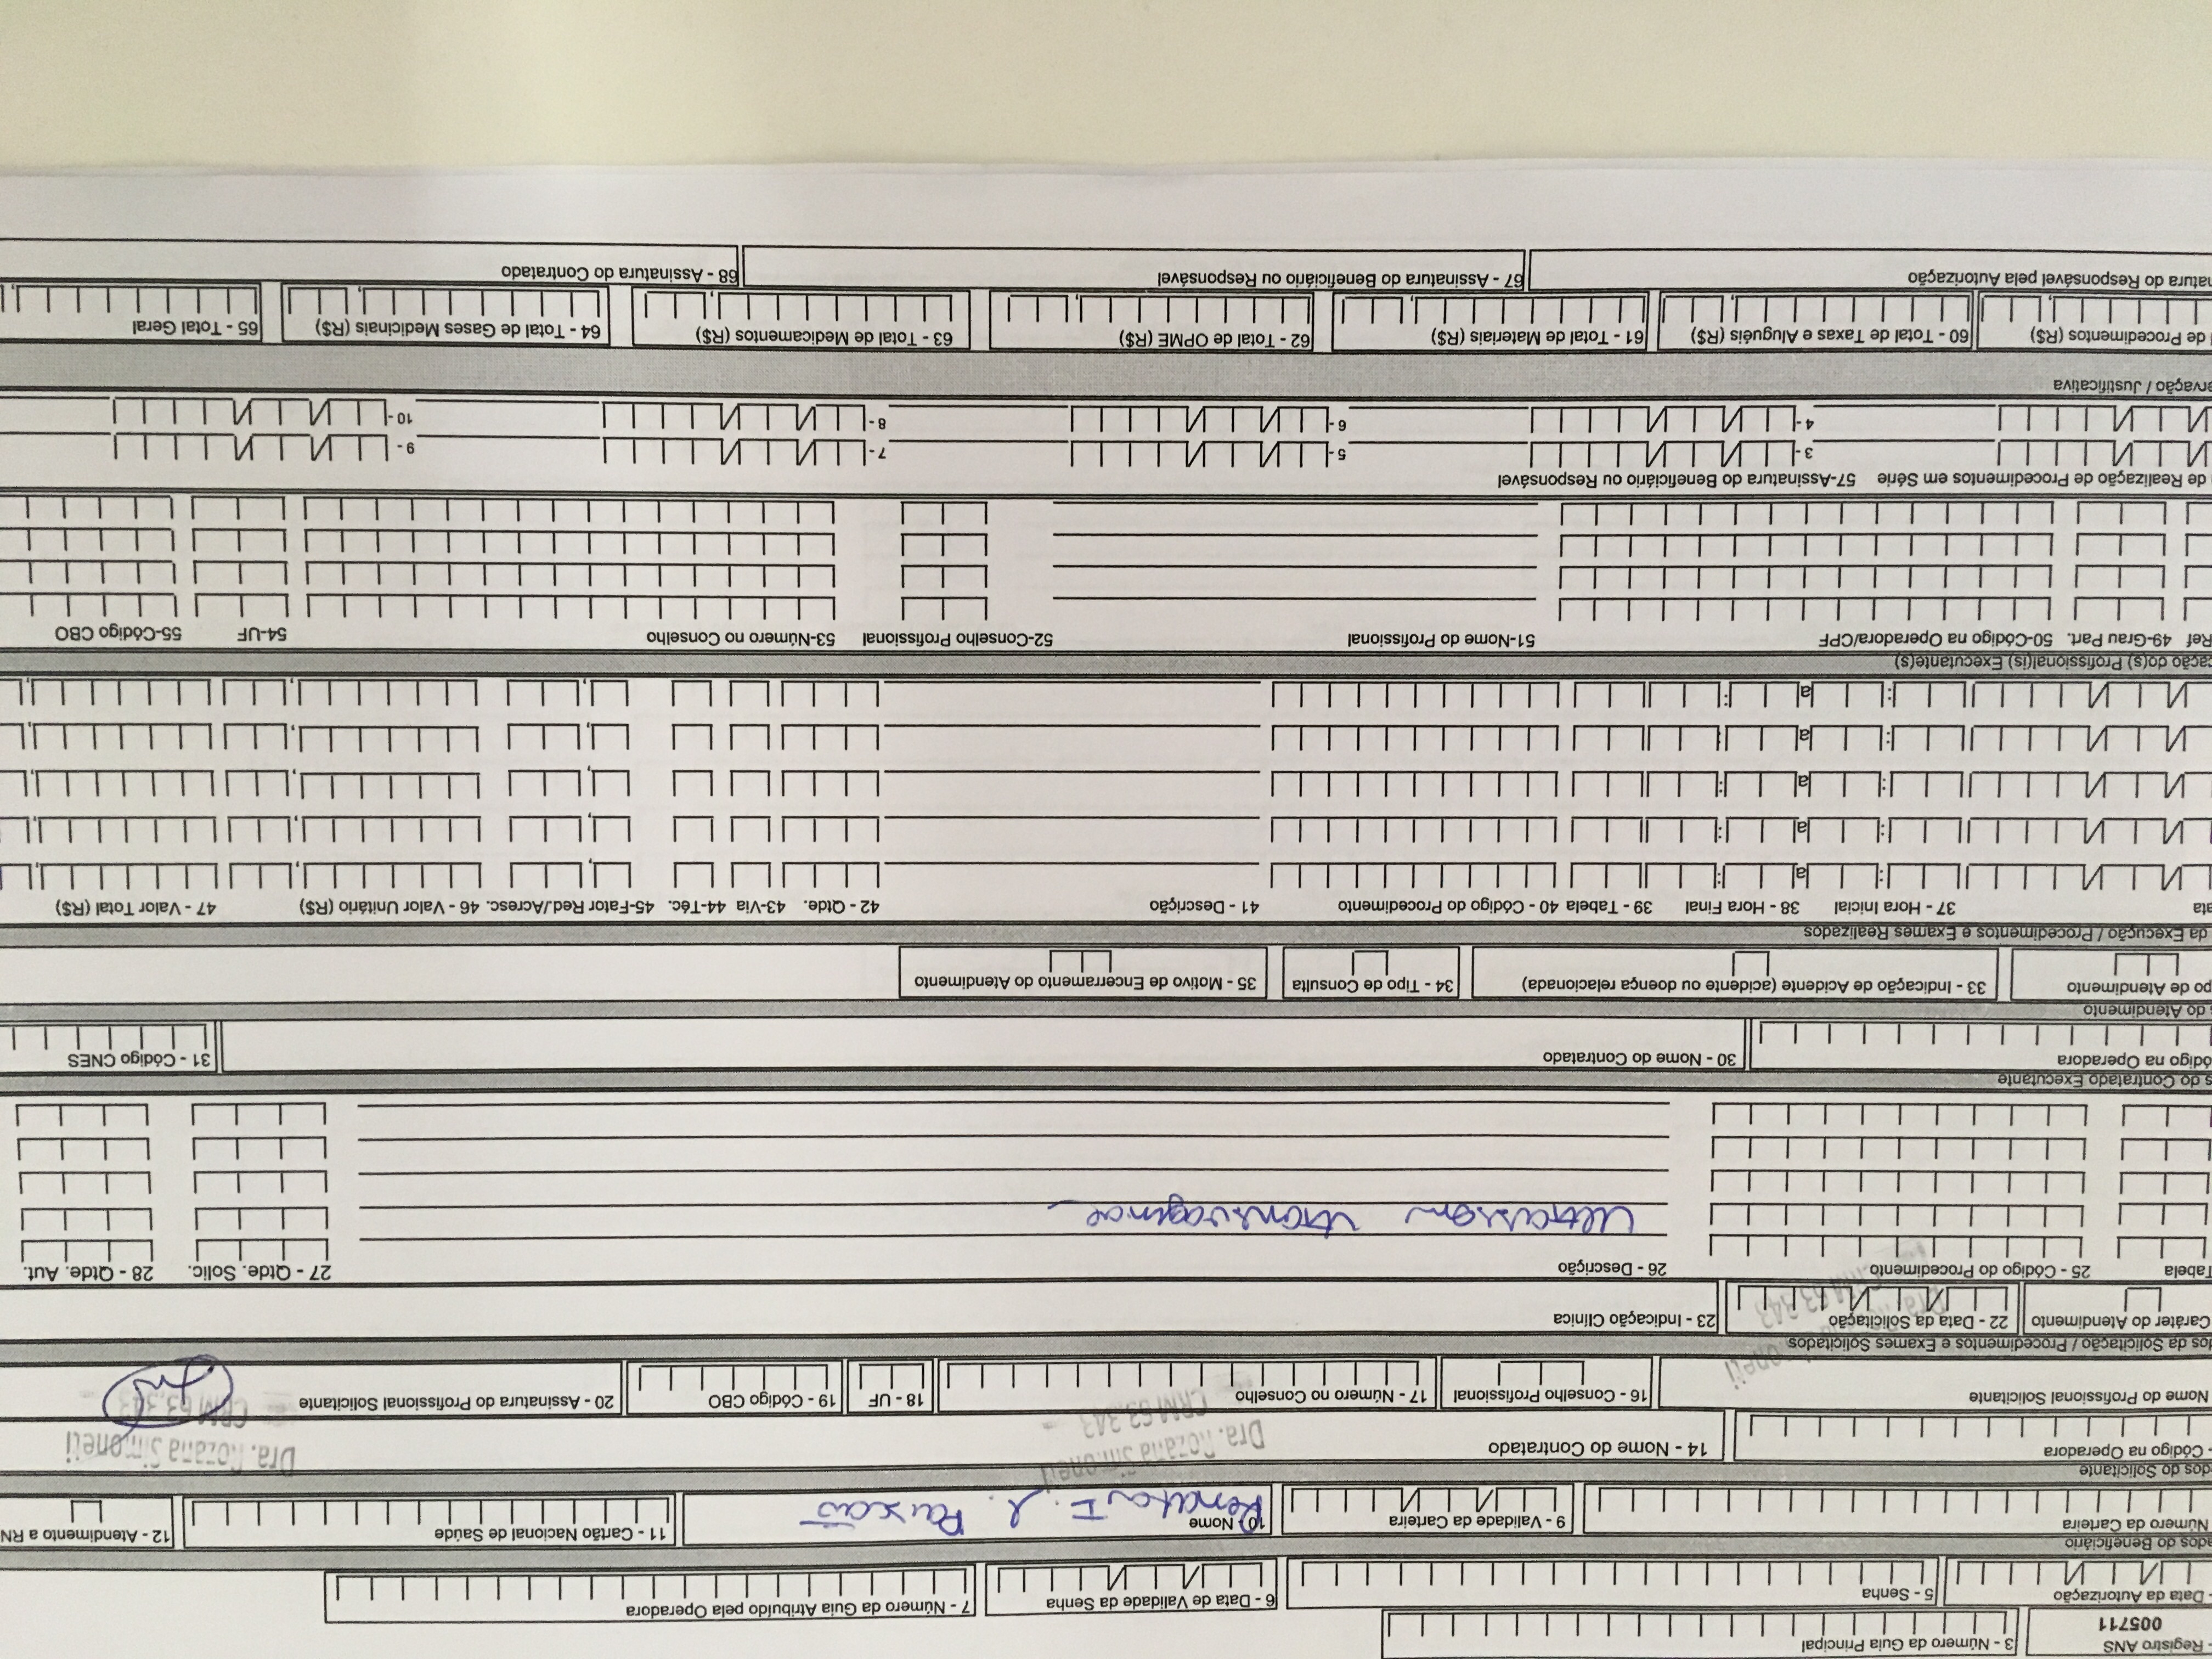 - Registro ANS
005711
3 - Número da Guia Principal
- Data da Autorização
5 - Senha
6 - Data de Validade da Senha
7 - Número da Guia Atribuído pela Operadora
ados do Beneficiário
Número da Carteira
9 - Validade da Carteira
10 - Nome
Renata I. L. Paixão
11 - Cartão Nacional de Saúde
12 - Atendimento a RN
dos do Solicitante
- Código na Operadora
14 - Nome do Contratado
Dra. Rozana Simoneti
CRM 63.343
Nome do Profissional Solicitante
16 - Conselho Profissional
17 - Número no Conselho
18 - UF
19 - Código CBO
20 - Assinatura do Profissional Solicitante
Dra. Rozana Simoneti
CRM 63.343
dos da Solicitação / Procedimentos e Exames Solicitados
Caráter do Atendimento
22 - Data da Solicitação
23 - Indicação Clínica
Tabela
25 - Código do Procedimento
26 - Descrição
27 - Qtde. Solic.
28 - Qtde. Aut.
Ultrassom transvaginal
s do Contratado Executante
ódigo na Operadora
30 - Nome do Contratado
31 - Código CNES
do Atendimento
po de Atendimento
33 - Indicação de Acidente (acidente ou doença relacionada)
34 - Tipo de Consulta
35 - Motivo de Encerramento do Atendimento
da Execução / Procedimentos e Exames Realizados
ata
37 - Hora Inicial
38 - Hora Final
39 - Tabela
40 - Código do Procedimento
41 - Descrição
42 - Qtde.
43-Via
44-Téc.
45-Fator Red./Acresc.
46 - Valor Unitário (R$)
47 - Valor Total (R$)
a
a
a
a
a
cação do(s) Profissional(is) Executante(s)
Ref
49-Grau Part.
50-Código na Operadora/CPF
51-Nome do Profissional
52-Conselho Profissional
53-Número no Conselho
54-UF
55-Código CBO
de Realização de Procedimentos em Série
57-Assinatura do Beneficiário ou Responsável
3 -
5 -
7 -
9 -
4 -
6 -
8 -
10 -
rvação / Justificativa
l de Procedimentos (R$)
60 - Total de Taxas e Aluguéis (R$)
61 - Total de Materiais (R$)
62 - Total de OPME (R$)
63 - Total de Medicamentos (R$)
64 - Total de Gases Medicinais (R$)
65 - Total Geral
natura do Responsável pela Autorização
67 - Assinatura do Beneficiário ou Responsável
68 - Assinatura do Contratado